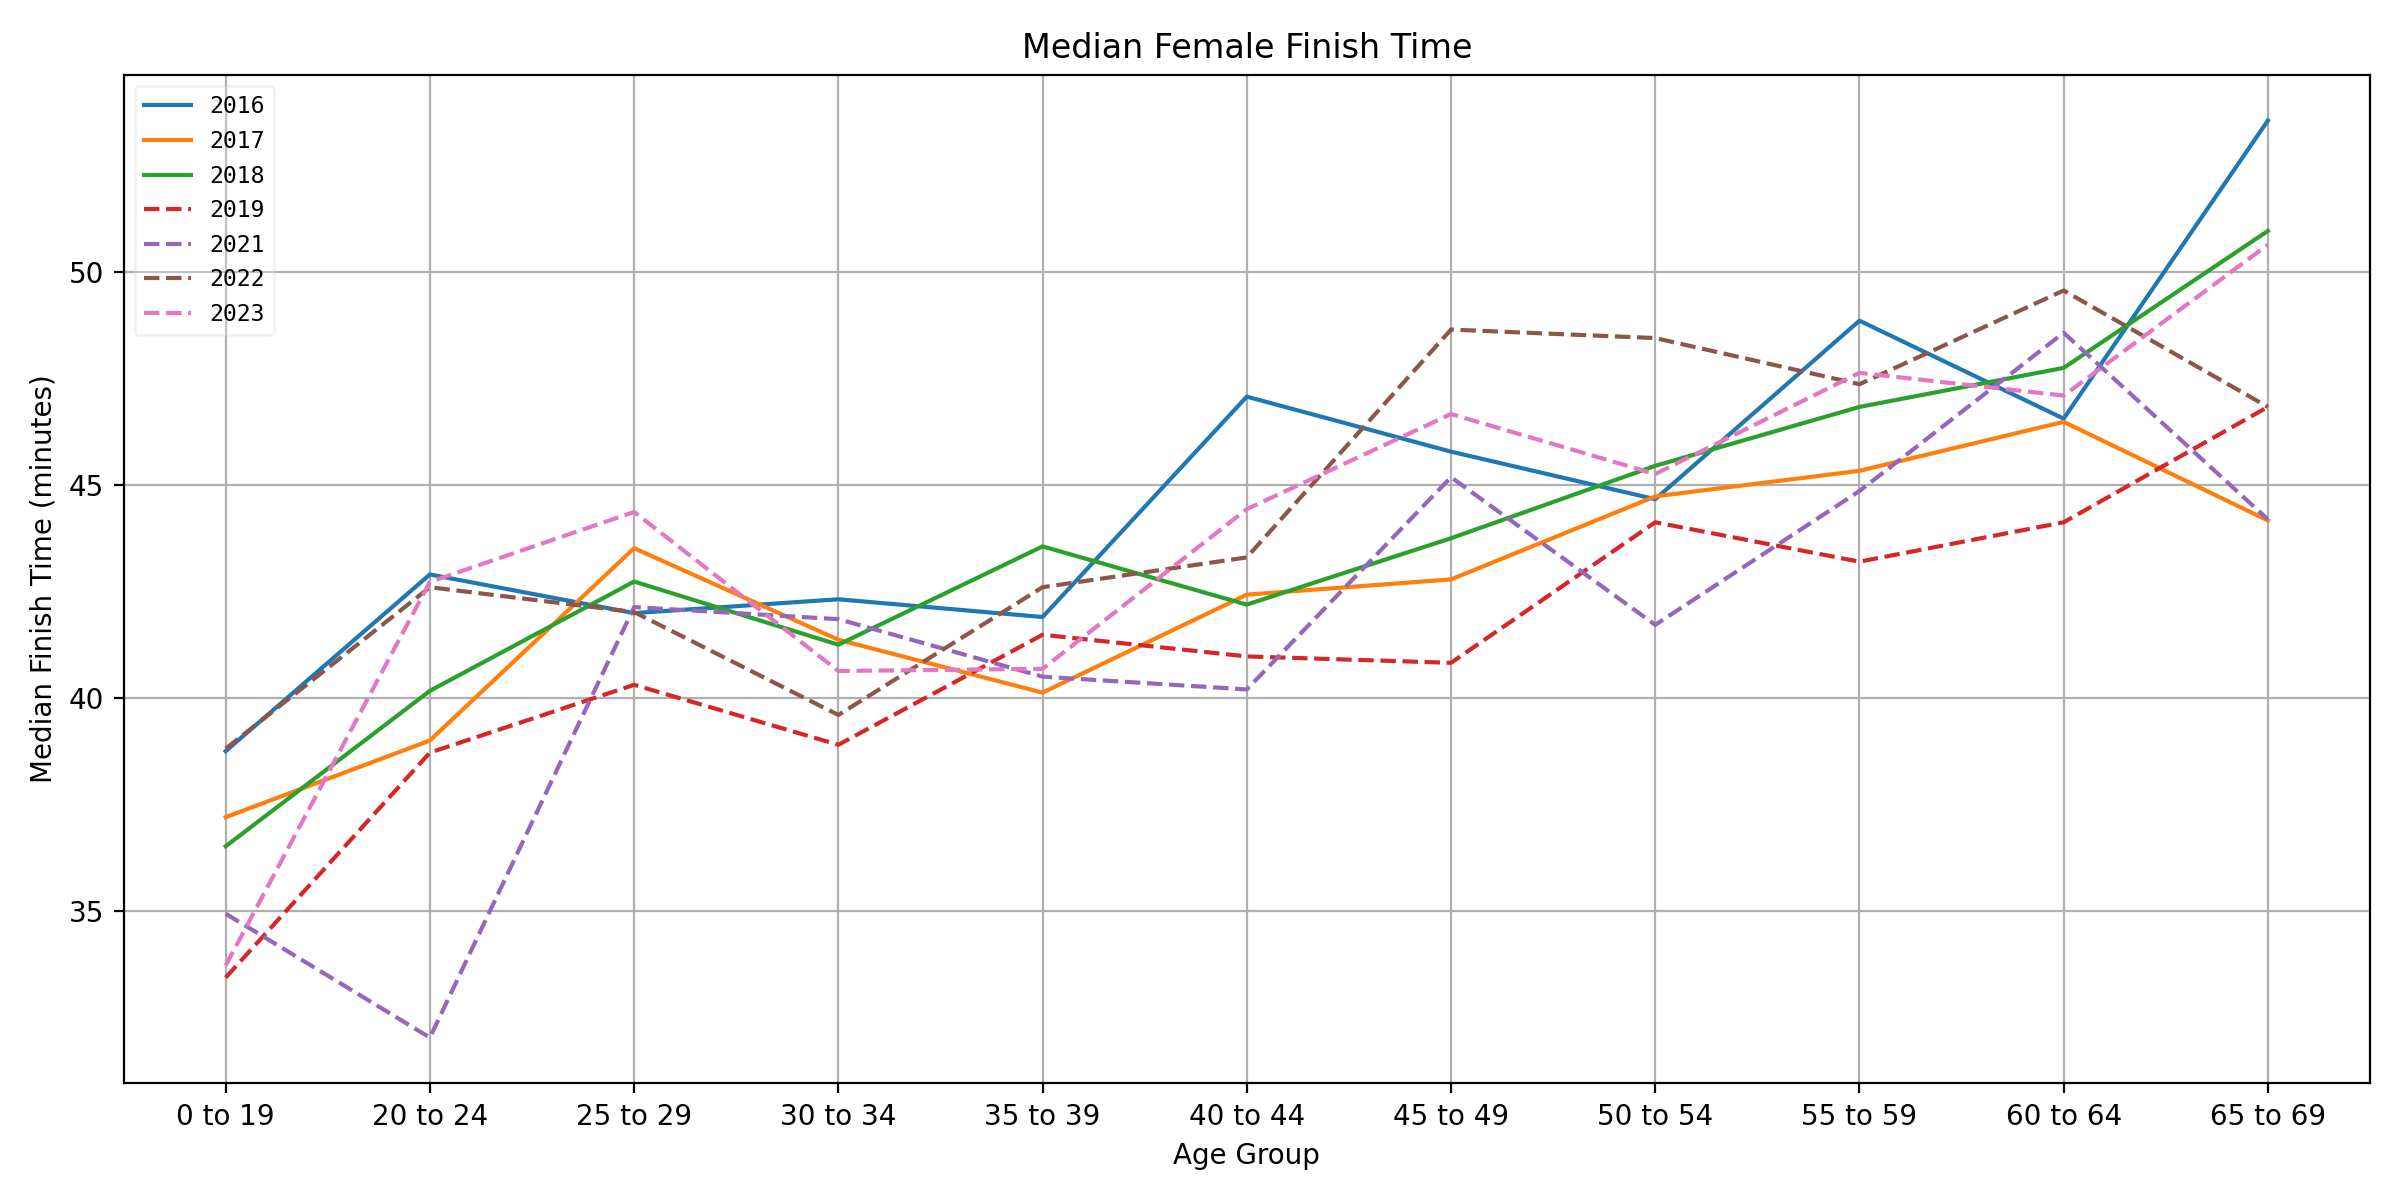 Median Female Finish Time
2016
2017
2018
2019
2021
2022
2023
Median Finish Time (minutes)
50
45
40
35
0 to 19
20 to 24
25 to 29
30 to 34
35 to 39
40 to 44
45 to 49
50 to 54
55 to 59
60 to 64
65 to 69
Age Group